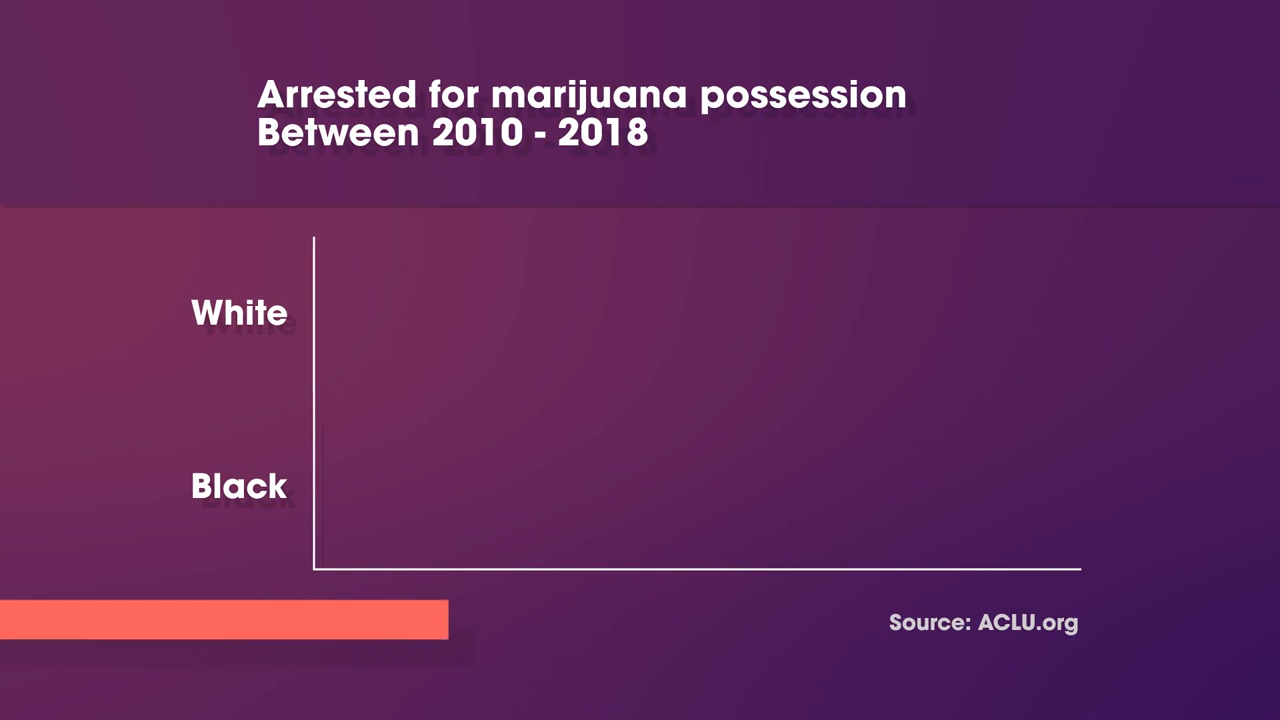 Arrested for marijuana possession
Between 2010 - 2018
White
Black
Source: ACLU.org